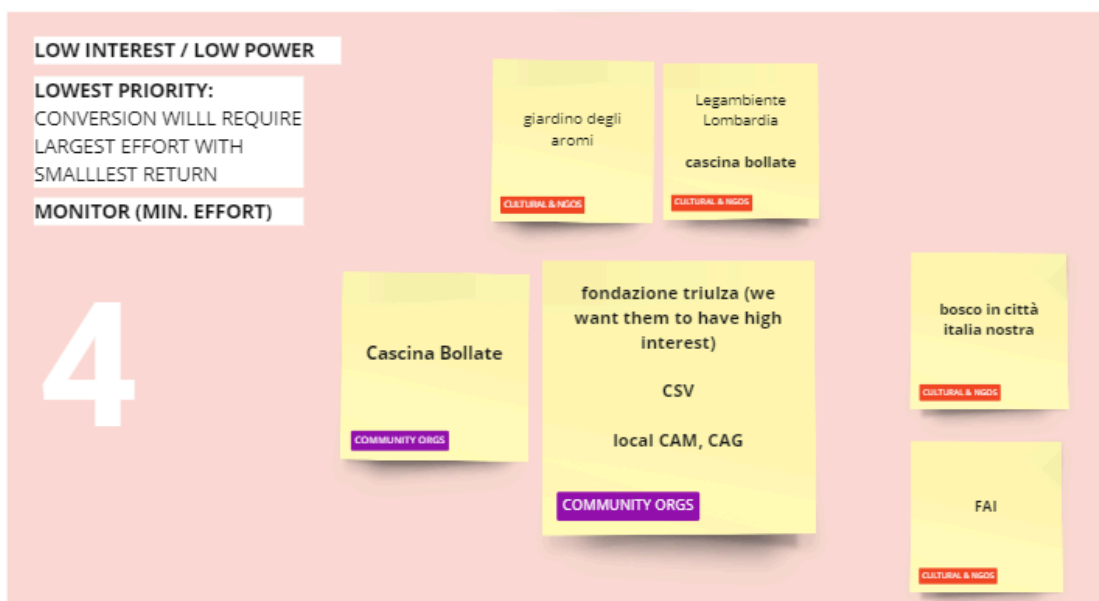 LOW INTEREST / LOW POWER
LOWEST PRIORITY:
CONVERSION WILLL REQUIRE
LARGEST EFFORT WITH
SMALLLEST RETURN
MONITOR (MIN. EFFORT)
4
giardino degli
aromi
CULTURAL & NGOS
Legambiente
Lombardia
cascina bollate
CULTURAL & NGOS
Cascina Bollate
COMMUNITY ORGS
fondazione triulza (we
want them to have high
interest)
CSV
local CAM, CAG
COMMUNITY ORGS
bosco in città
italia nostra
CULTURAL & NGOS
FAI
CULTURAL & NGOS